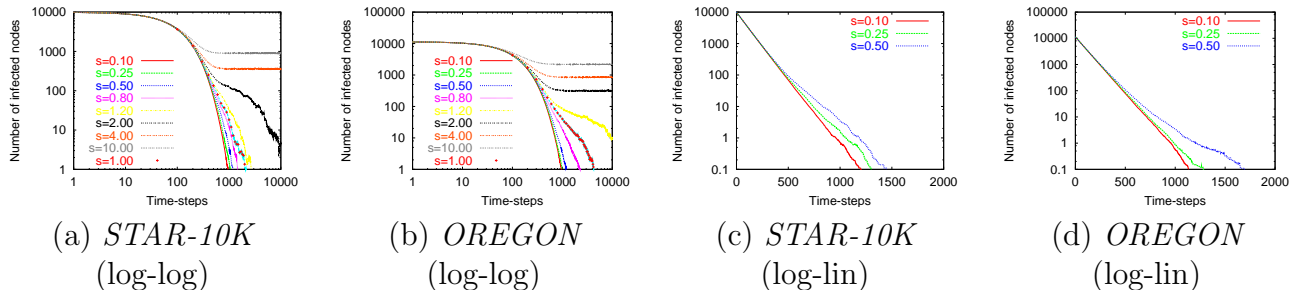 Number of infected nodes
10000
1000
100
10
1
s=0.10
s=0.25
s=0.50
s=0.80
s=1.20
s=2.00
s=4.00
s=10.00
s=1.00
1 10 100 1000 10000
Time-steps
(a) STAR-10K
(log-log)
Number of infected nodes
100000
10000
1000
100
10
1
s=0.10
s=0.25
s=0.50
s=0.80
s=1.20
s=2.00
s=4.00
s=10.00
s=1.00
1 10 100 1000 10000
Time-steps
(b) OREGON
(log-log)
Number of infected nodes
10000
1000
100
10
1
0.1
s=0.10
s=0.25
s=0.50
0 500 1000 1500 2000
Time-steps
(c) STAR-10K
(log-lin)
Number of infected nodes
100000
10000
1000
100
10
1
0.1
s=0.10
s=0.25
s=0.50
0 500 1000 1500 2000
Time-steps
(d) OREGON
(log-lin)